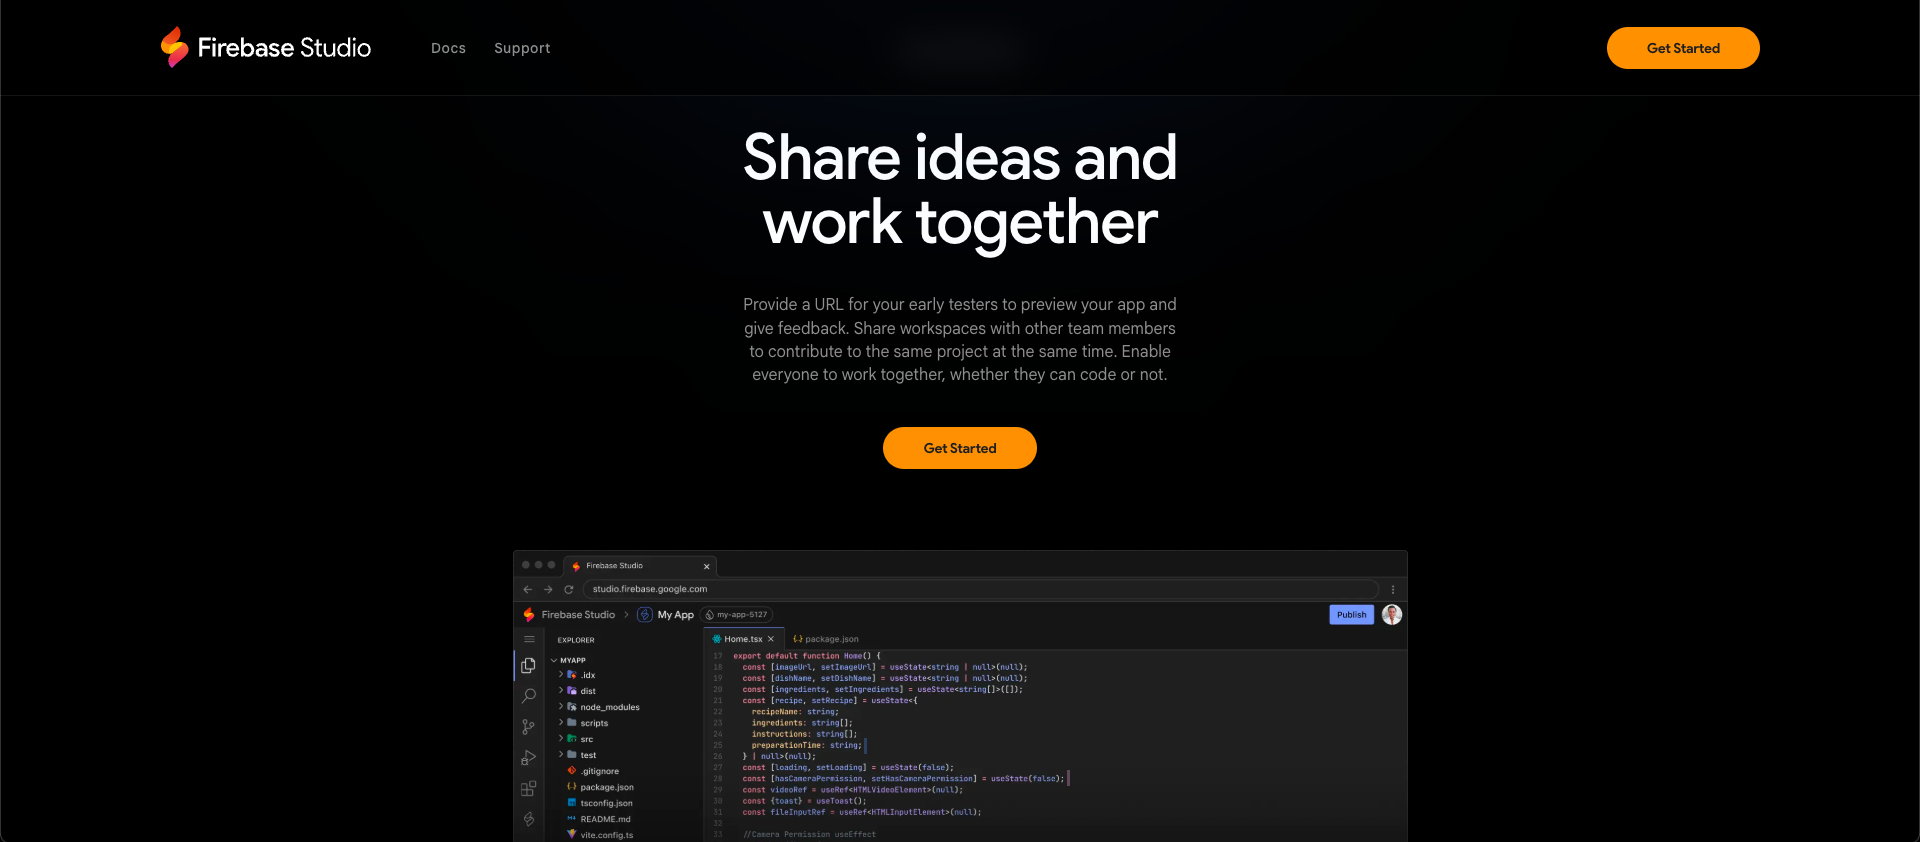 Firebase Studio
Docs
Support
Get Started
Share ideas and
work together
Provide a URL for your early testers to preview your app and
give feedback. Share workspaces with other team members
to contribute to the same project at the same time. Enable
everyone to work together, whether they can code or not.
Get Started
Firebase Studio
studio.firebase.google.com
Firebase Studio
My App
my-app-5127
Publish
EXPLORER
MYAPP
.idx
dist
node_modules
scripts
src
test
.gitignore
package.json
tsconfig.json
README.md
vite.config.ts
Home.tsx
package.json
17 export default function Home() {
18 const [imageUrl, setImageUrl] = useState<string | null>(null);
19 const [dishName, setDishName] = useState<string | null>(null);
20 const [ingredients, setIngredients] = useState<string[]>([]);
21 const [recipe, setRecipe] = useState<{
22 recipeName: string;
23 ingredients: string[];
24 instructions: string[];
25 preparationTime: string;
26 } | null>(null);
27 const [loading, setLoading] = useState(false);
28 const [hasCameraPermission, setHasCameraPermission] = useState(false);
29 const videoRef = useRef<HTMLVideoElement>(null);
30 const {toast} = useToast();
31 const fileInputRef = useRef<HTMLInputElement>(null);
32
33 //Camera Permission useEffect